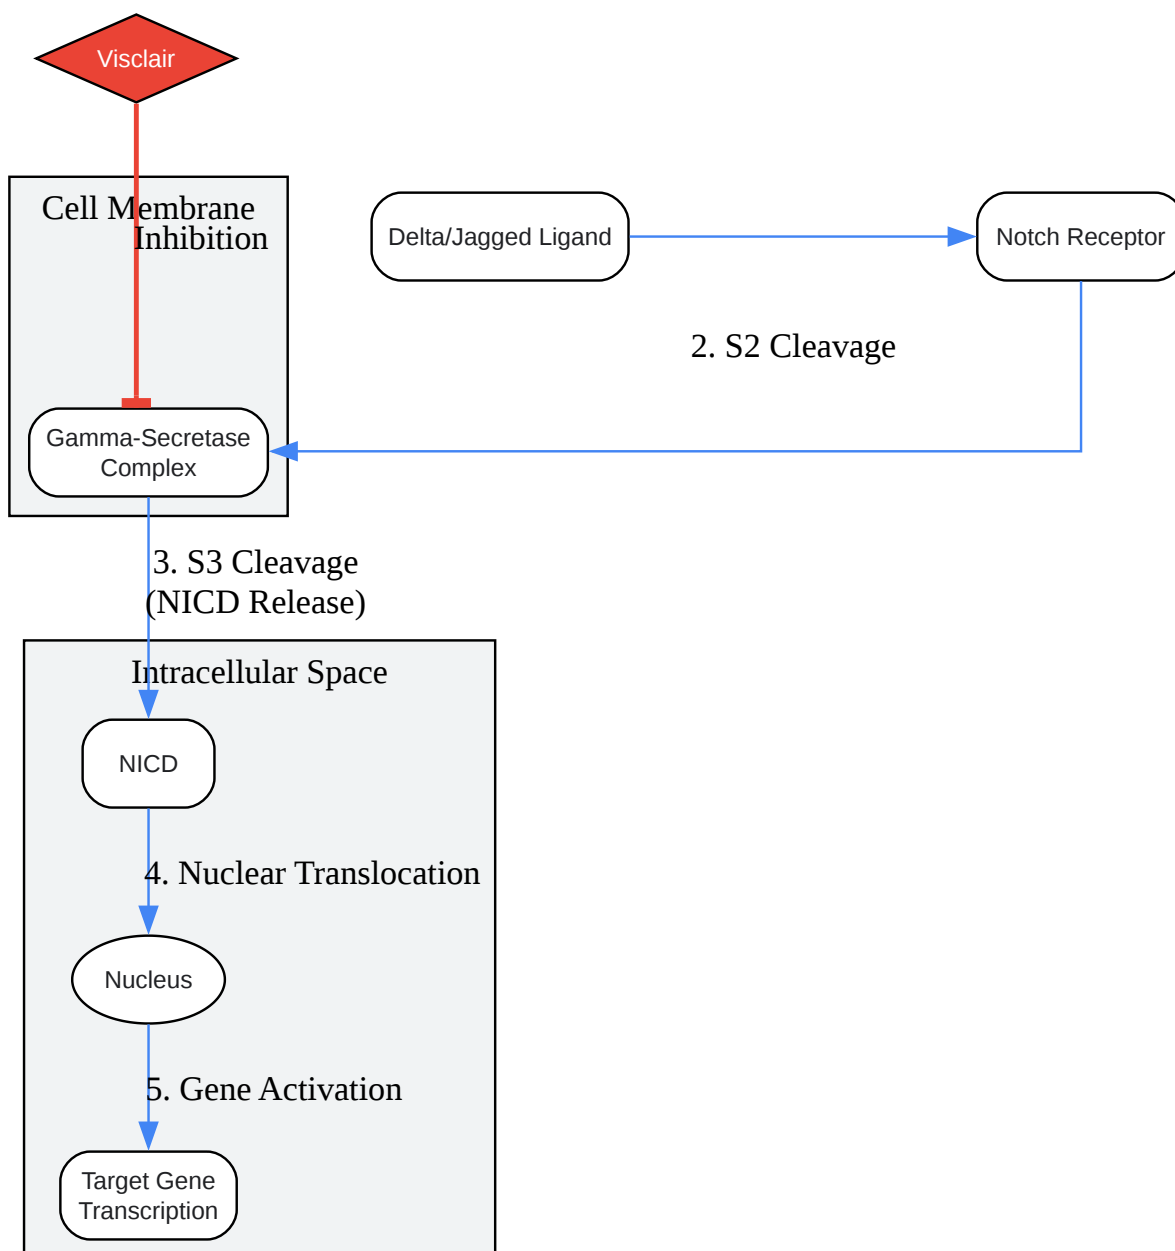 Visclair
Cell Membrane
Inhibition
Delta/Jagged Ligand
Notch Receptor
2. S2 Cleavage
Gamma-Secretase
Complex
3. S3 Cleavage
(NICD Release)
Intracellular Space
NICD
4. Nuclear Translocation
Nucleus
5. Gene Activation
Target Gene
Transcription